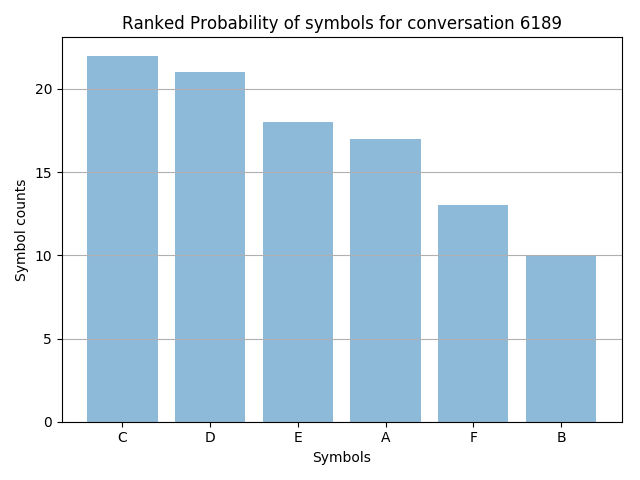 Ranked Probability of symbols for conversation 6189
Symbol counts
20
15
10
5
0
C D E A F B
Symbols